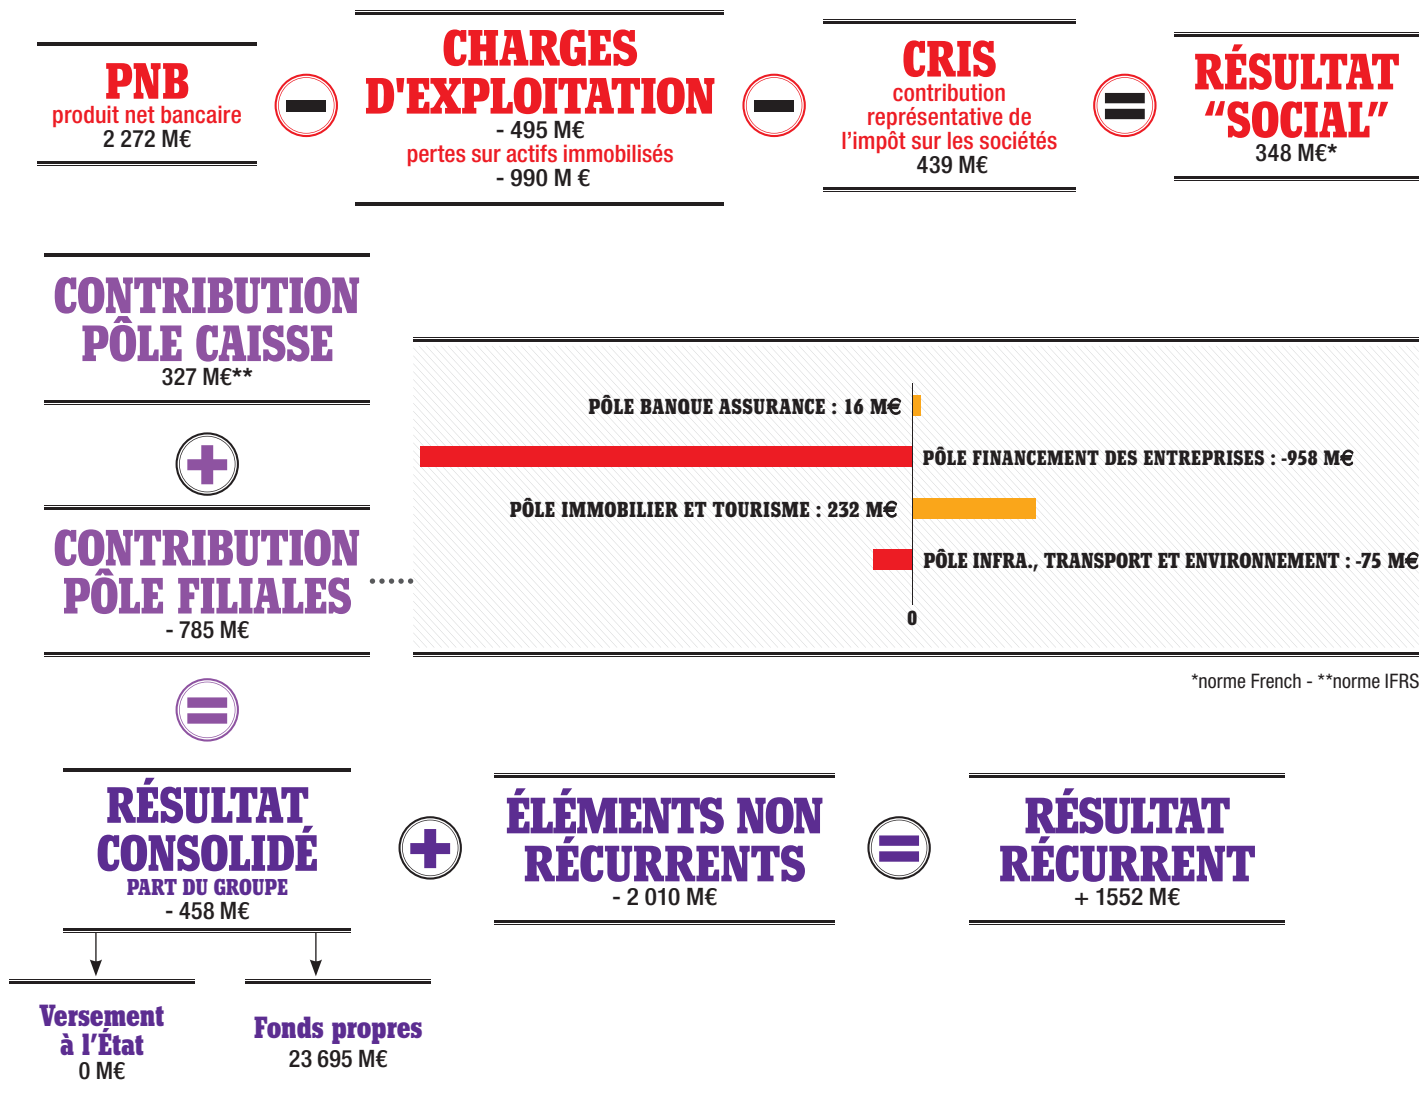 PNB
produit net bancaire
2 272 M€
CHARGES
D'EXPLOITATION
- 495 M€
pertes sur actifs immobilisés
- 990 M €
CRIS
contribution
représentative de
l’impôt sur les sociétés
439 M€
RÉSULTAT
“SOCIAL”
348 M€*
CONTRIBUTION
PÔLE CAISSE
327 M€**
CONTRIBUTION
PÔLE FILIALES
- 785 M€
PÔLE BANQUE ASSURANCE : 16 M€
PÔLE FINANCEMENT DES ENTREPRISES : -958 M€
PÔLE IMMOBILIER ET TOURISME : 232 M€
PÔLE INFRA., TRANSPORT ET ENVIRONNEMENT : -75 M€
0
*norme French - **norme IFRS
RÉSULTAT
CONSOLIDÉ
PART DU GROUPE
- 458 M€
ÉLÉMENTS NON
RÉCURRENTS
- 2 010 M€
RÉSULTAT
RÉCURRENT
+ 1552 M€
Versement
à l’État
0 M€
Fonds propres
23 695 M€